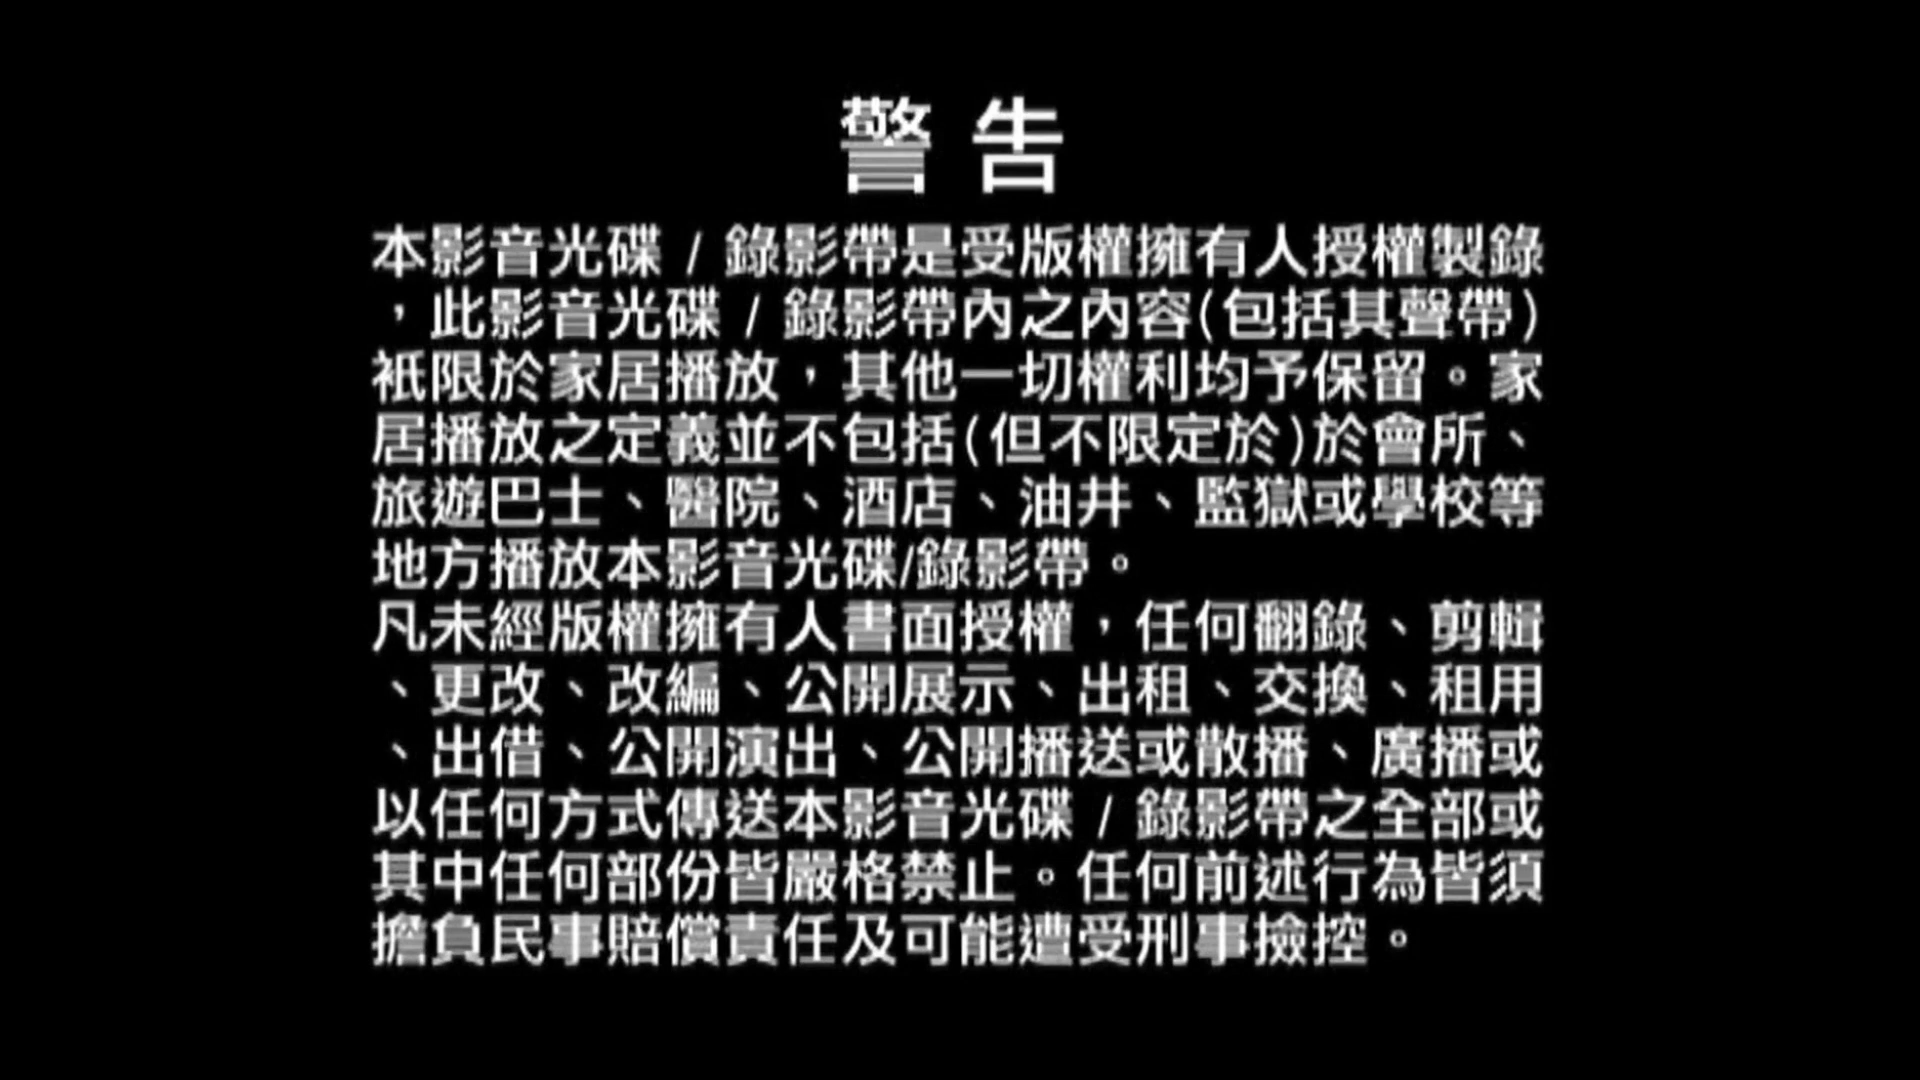 警告
本影音光碟 / 錄影帶是受版權擁有人授權製錄
，此影音光碟 / 錄影帶內之內容(包括其聲帶)
衹限於家居播放，其他一切權利均予保留。家
居播放之定義並不包括(但不限定於)於會所、
旅遊巴士、醫院、酒店、油井、監獄或學校等
地方播放本影音光碟/錄影帶。
凡未經版權擁有人書面授權，任何翻錄、剪輯
、更改、改編、公開展示、出租、交換、租用
、出借、公開演出、公開播送或散播、廣播或
以任何方式傳送本影音光碟 / 錄影帶之全部或
其中任何部份皆嚴格禁止。任何前述行為皆須
擔負民事賠償責任及可能遭受刑事撿控。